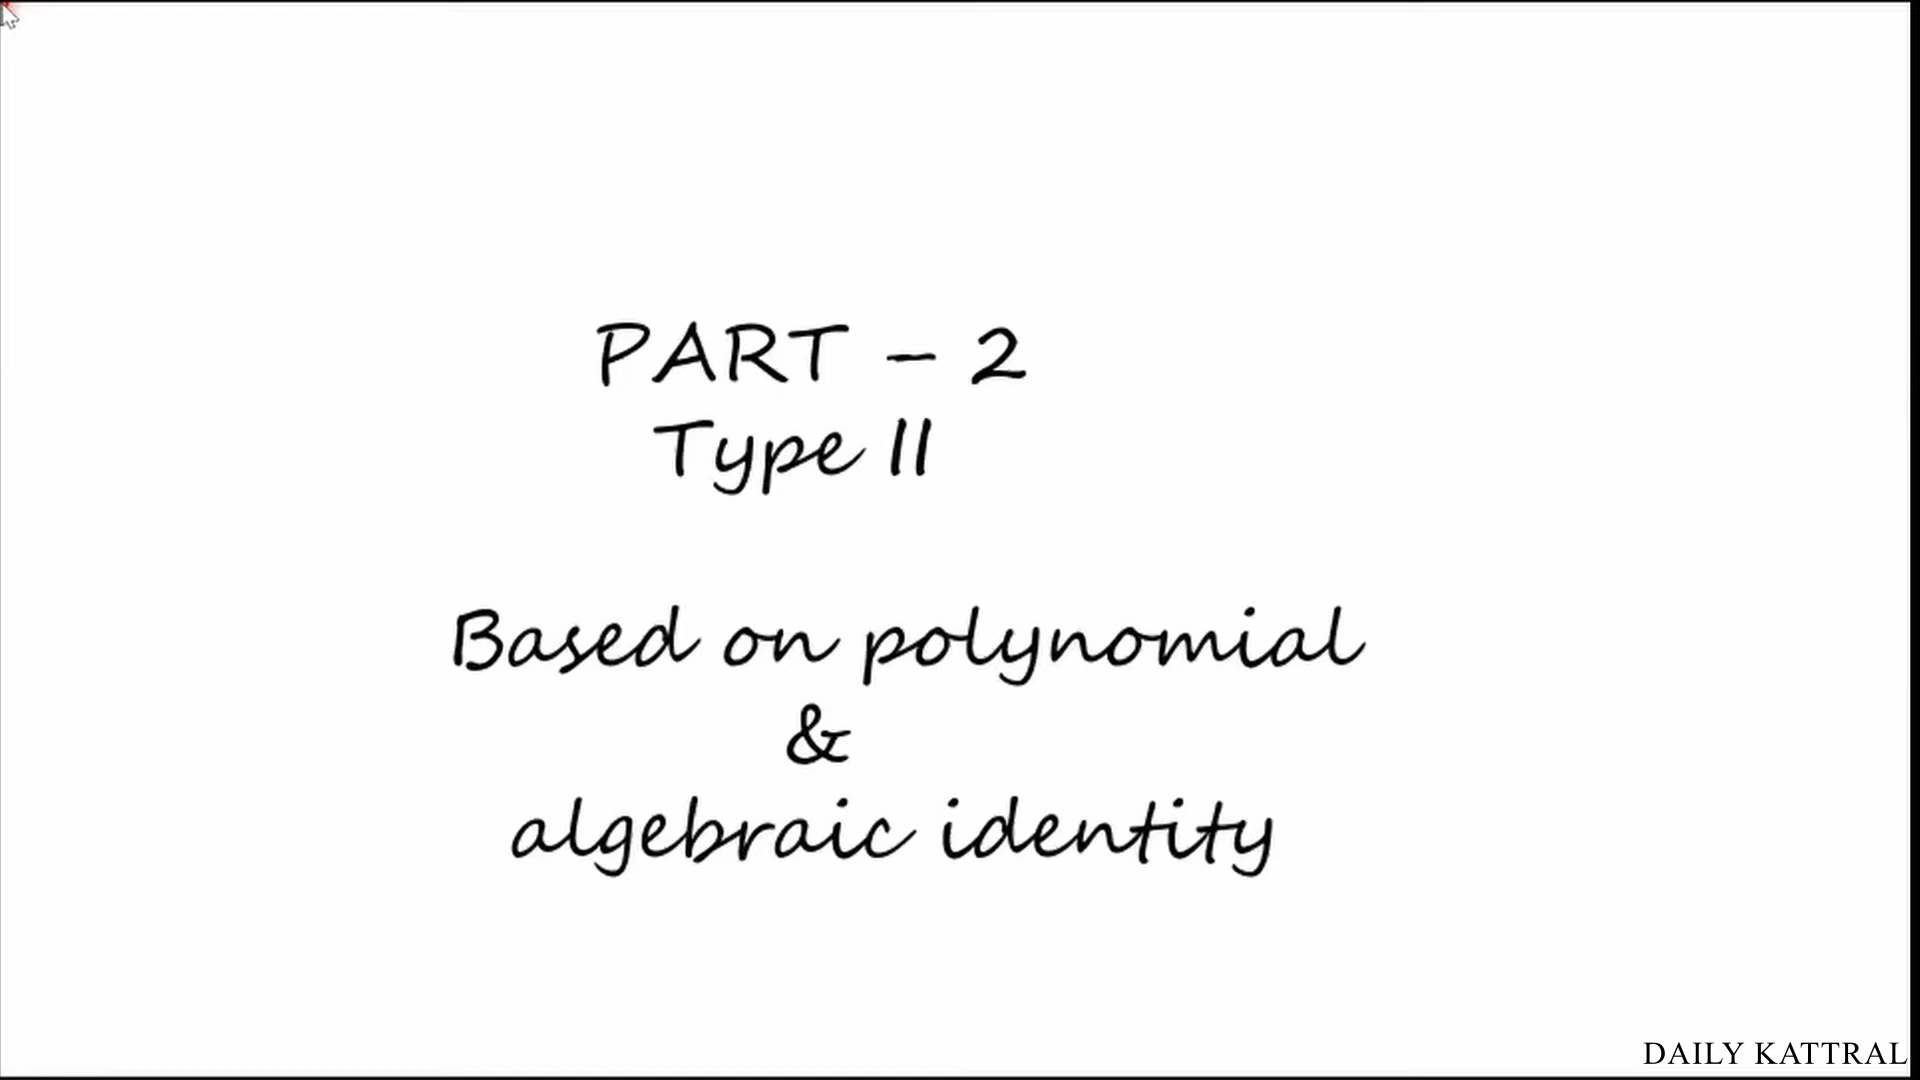 PART - 2
Type II
Based on polynomial
&
algebraic identity
DAILY KATTRAL